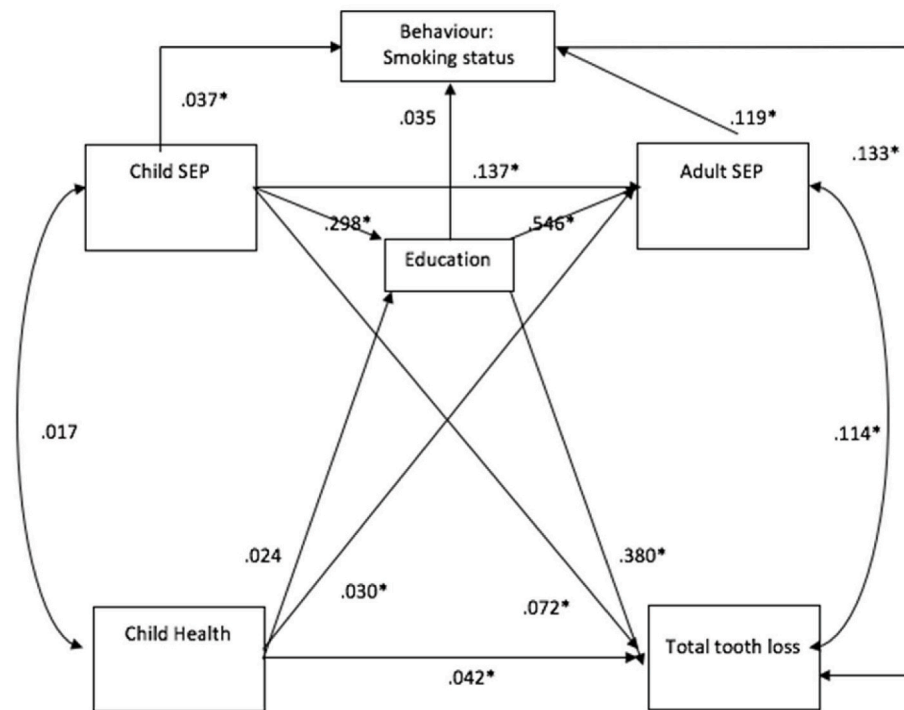 Behaviour:
Smoking status
.037*
.035
.119*
.133*
Child SEP
.137*
Adult SEP
.298*
.546*
Education
.017
.114*
.024
.030*
.072*
.380*
Child Health
Total tooth loss
.042*